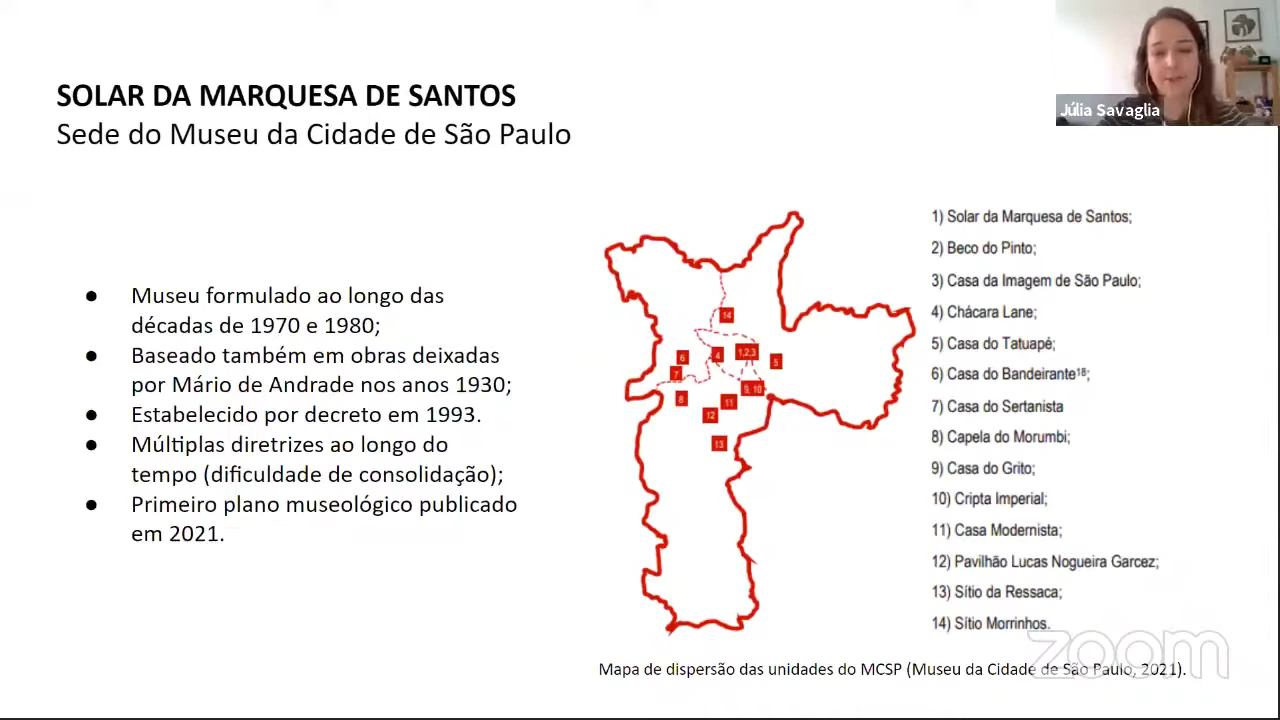 SOLAR DA MARQUESA DE SANTOS
Sede do Museu da Cidade de São Paulo
Júlia Savaglia
● Museu formulado ao longo das
décadas de 1970 e 1980;
● Baseado também em obras deixadas
por Mário de Andrade nos anos 1930;
● Estabelecido por decreto em 1993.
● Múltiplas diretrizes ao longo do
tempo (dificuldade de consolidação);
● Primeiro plano museológico publicado
em 2021.
14
6
4
1,2,3
5
7
8
9, 10
11
12
13
1) Solar da Marquesa de Santos;
2) Beco do Pinto;
3) Casa da Imagem de São Paulo;
4) Chácara Lane;
5) Casa do Tatuapé;
6) Casa do Bandeirante¹⁸;
7) Casa do Sertanista
8) Capela do Morumbi;
9) Casa do Grito;
10) Cripta Imperial;
11) Casa Modernista;
12) Pavilhão Lucas Nogueira Garcez;
13) Sítio da Ressaca;
14) Sítio Morrinhos.
Mapa de dispersão das unidades do MCSP (Museu da Cidade de São Paulo, 2021).
zoom